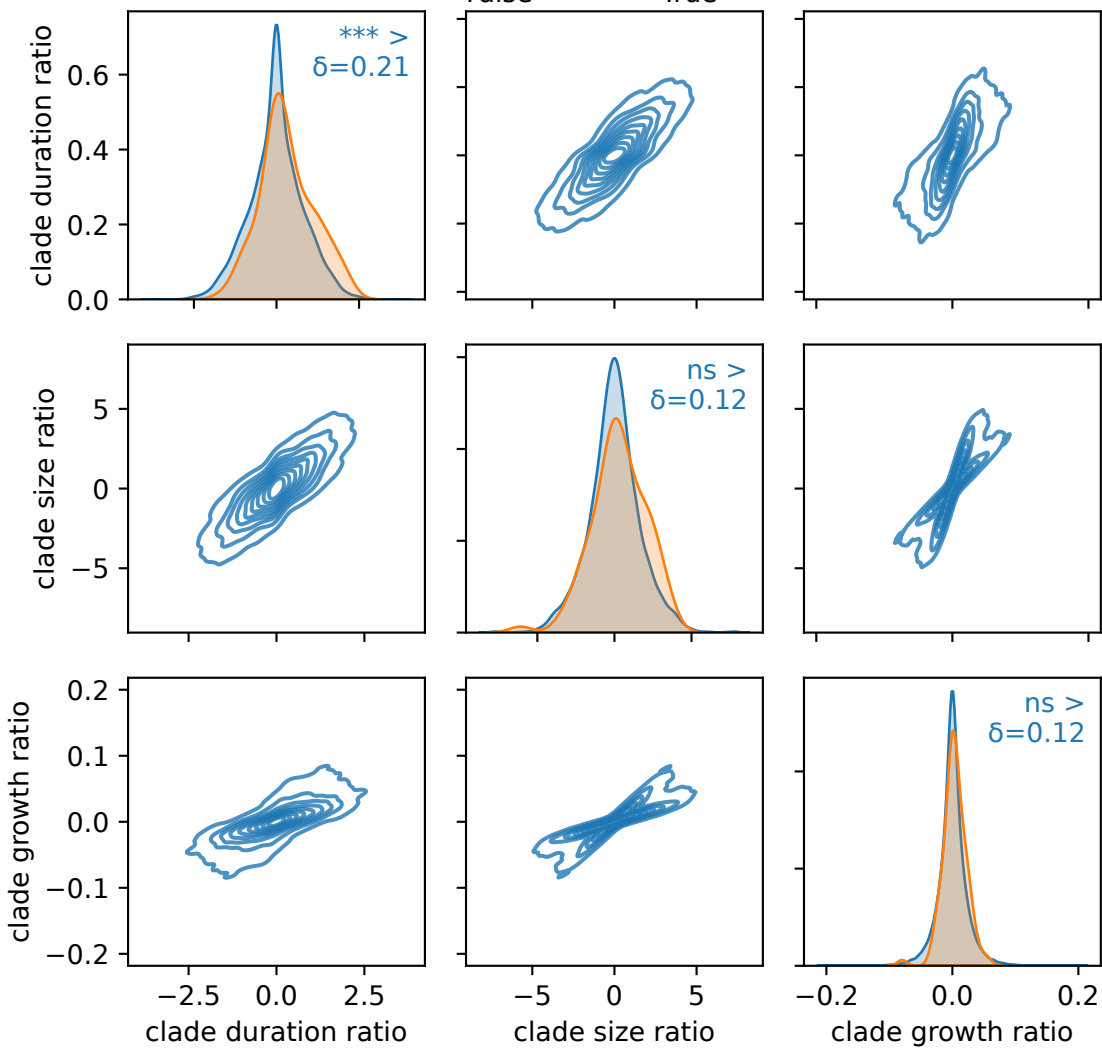 *** >
δ=0.21
clade duration ratio
0.6
0.4
0.2
0.0
ns >
δ=0.12
clade size ratio
5
0
−5
ns >
δ=0.12
clade growth ratio
0.2
0.1
0.0
−0.1
−0.2
−2.5 0.0 2.5
−5 0 5
−0.2 0.0 0.2
clade duration ratio
clade size ratio
clade growth ratio